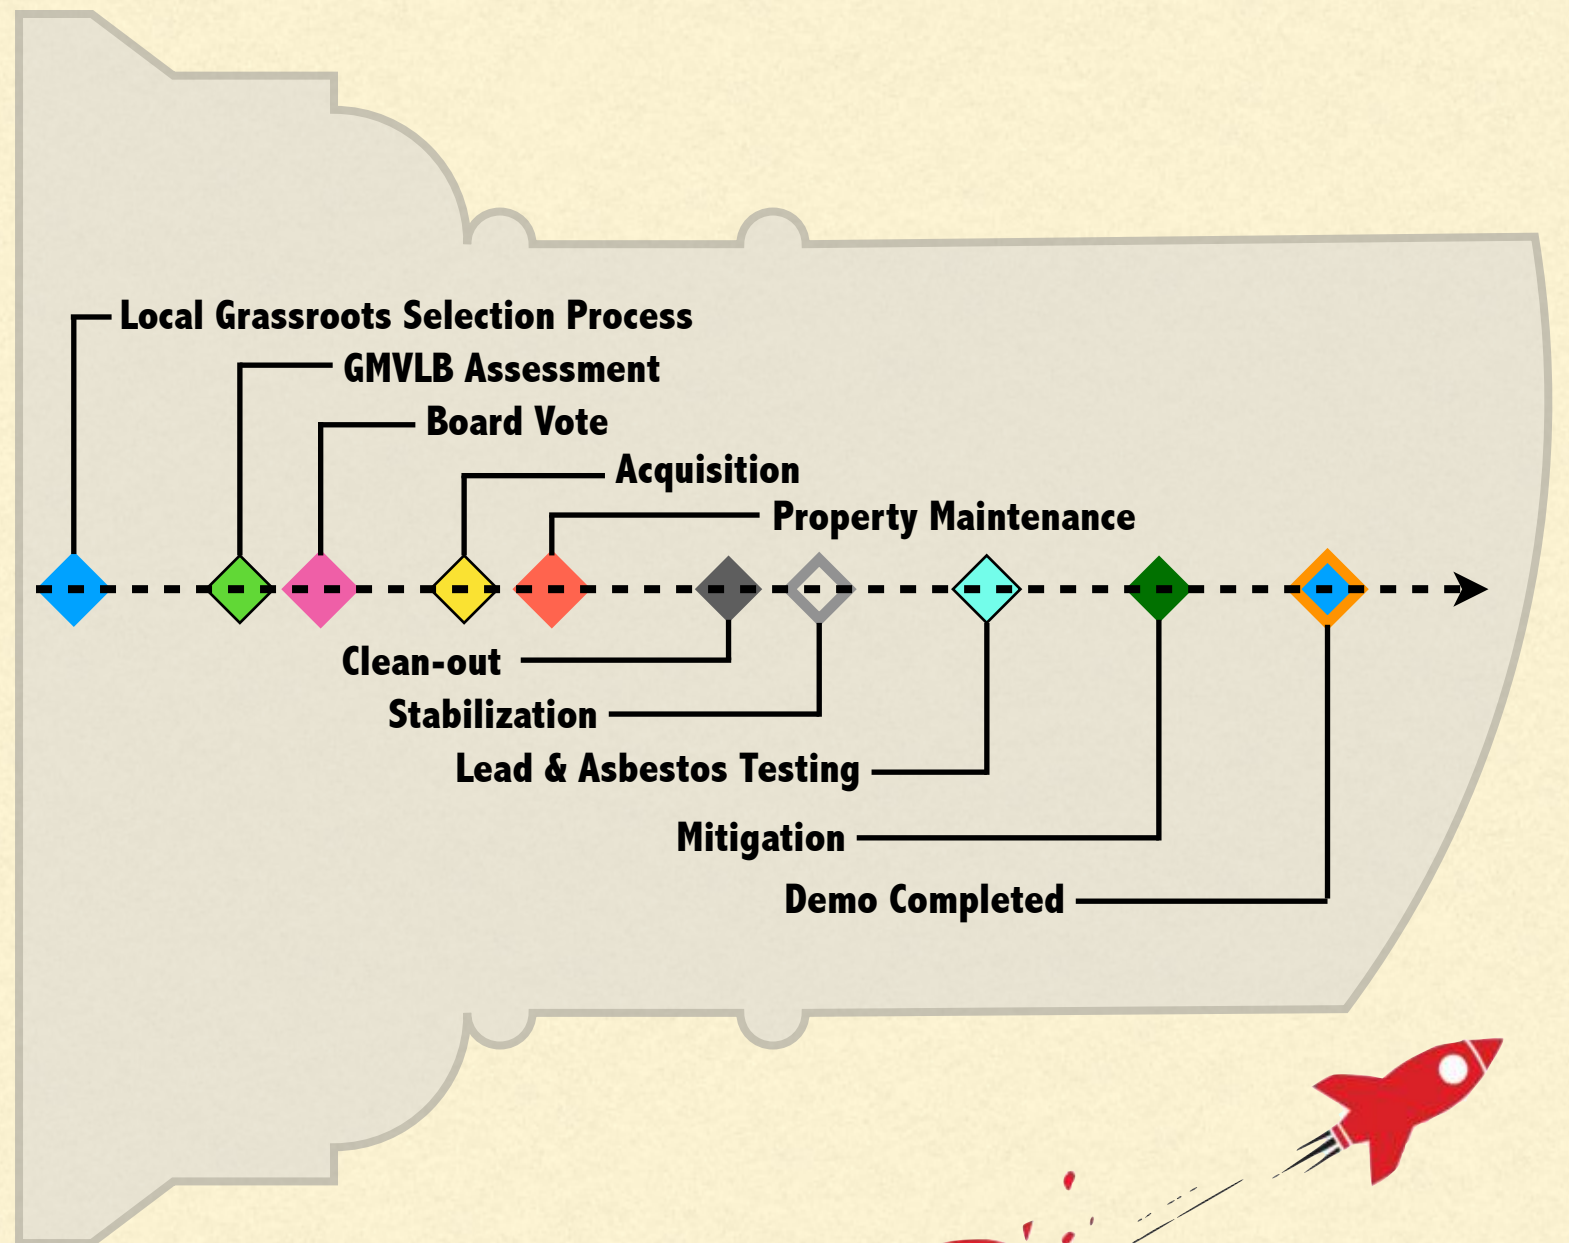 Local Grassroots Selection Process
GMVLB Assessment
Board Vote
Acquisition
Property Maintenance
Clean-out
Stabilization
Lead & Asbestos Testing
Mitigation
Demo Completed